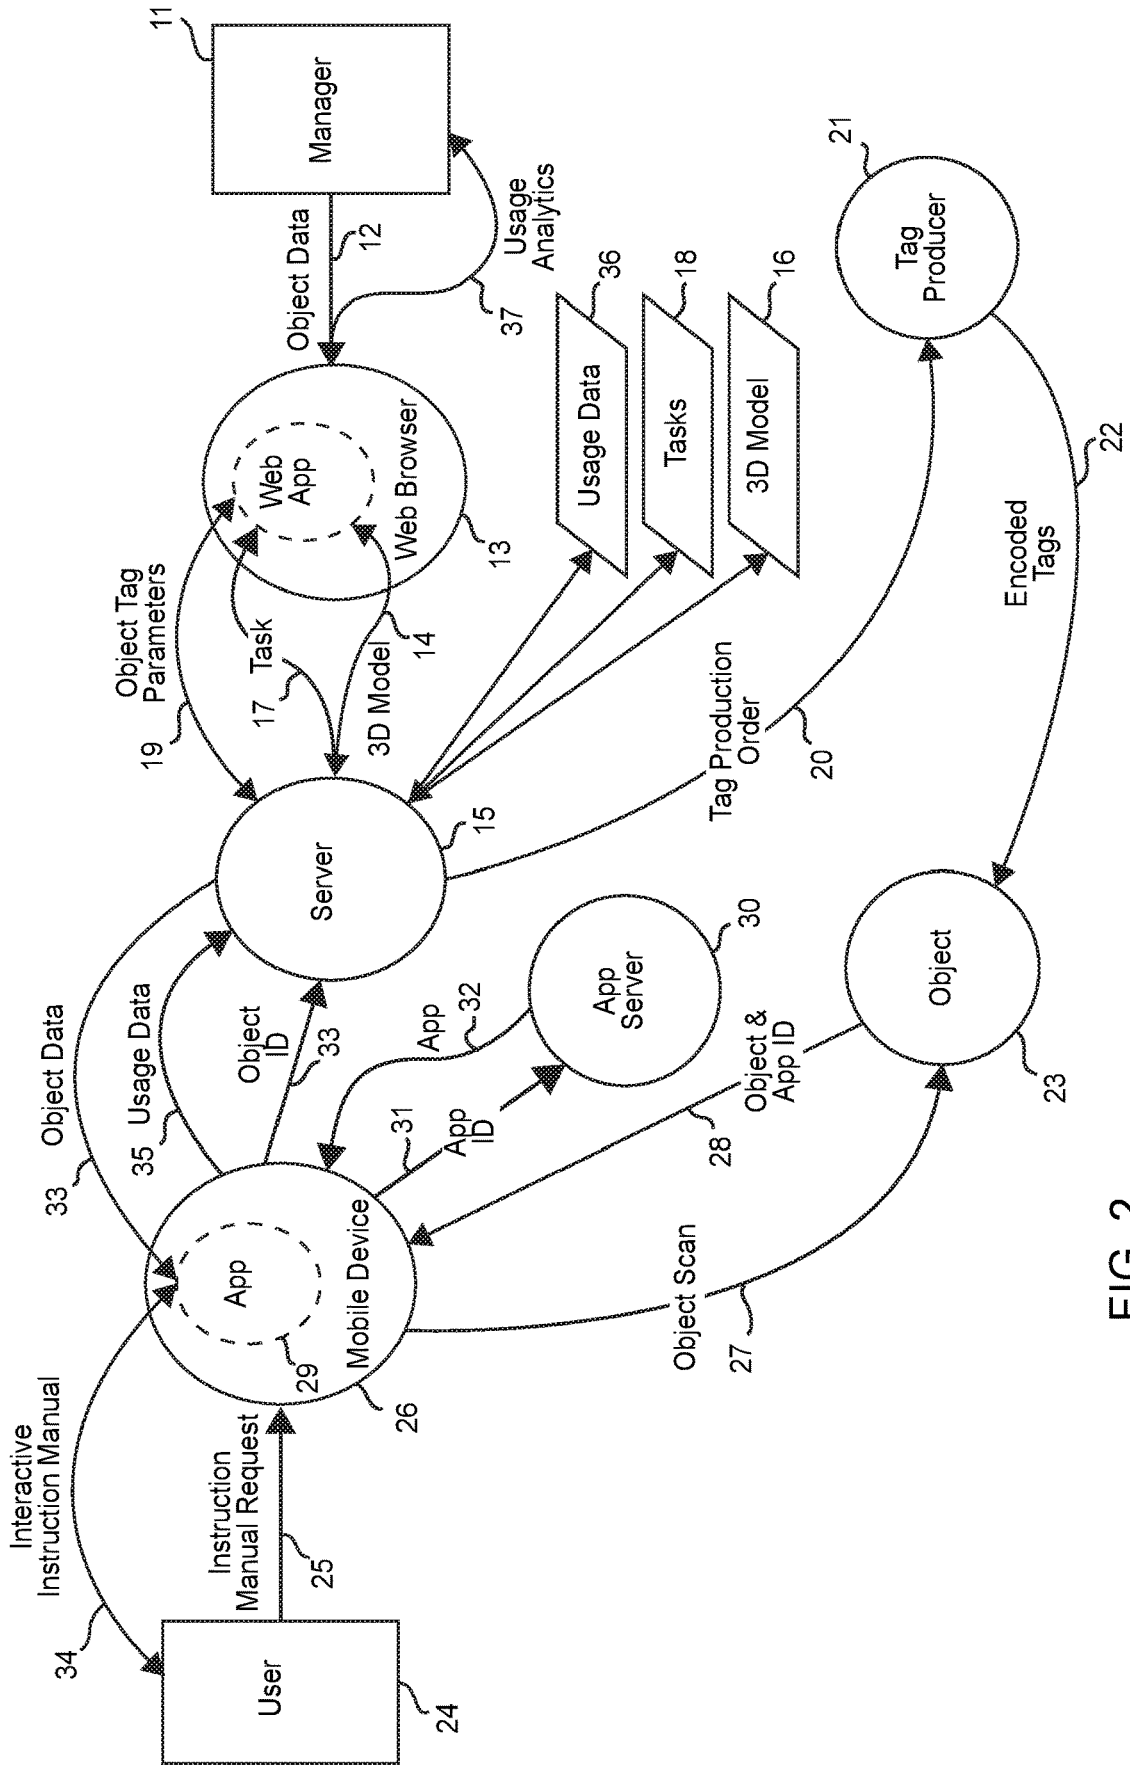 Interactive
Instruction Manual
34
User
24
Instruction
Manual Request
25
App
29
Mobile Device
26
33
Object Data
35
Usage Data
Object
ID
33
App
32
31
App
ID
App
Server
30
Server
15
Object Tag
Parameters
19
Task
17
3D Model
14
Web
App
Web Browser
13
Object Data
12
Manager
11
Usage
Analytics
37
Usage Data
36
Tasks
18
3D Model
16
Tag Production
Order
20
Tag
Producer
21
Encoded
Tags
22
Object
23
Object &
App ID
28
Object Scan
27
FIG. 2